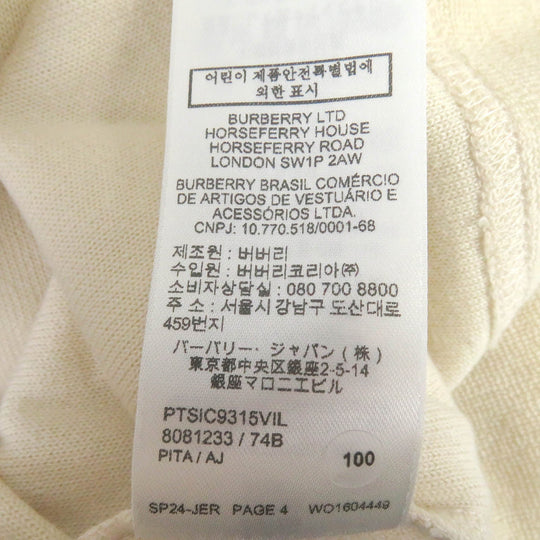 어린이 제품안전특별법에
의한 표시
BURBERRY LTD
HORSEFERRY HOUSE
HORSEFERRY ROAD
LONDON SW1P 2AW
BURBERRY BRASIL COMÉRCIO
DE ARTIGOS DE VESTUÁRIO E
ACESSÓRIOS LTDA.
CNPJ: 10.770.518/0001-68
제조원 : 버버리
수입원 : 버버리코리아㈜
소비자상담실 : 080 700 8800
주 소 : 서울시 강남구 도산대로
459번지
バーバリー・ジャパン ( 株 )
東京都中央区銀座2-5-14
銀座マロニエビル
PTSIC9315VIL
8081233 / 74B
PITA / AJ
100
SP24-JER PAGE 4 WO1604449